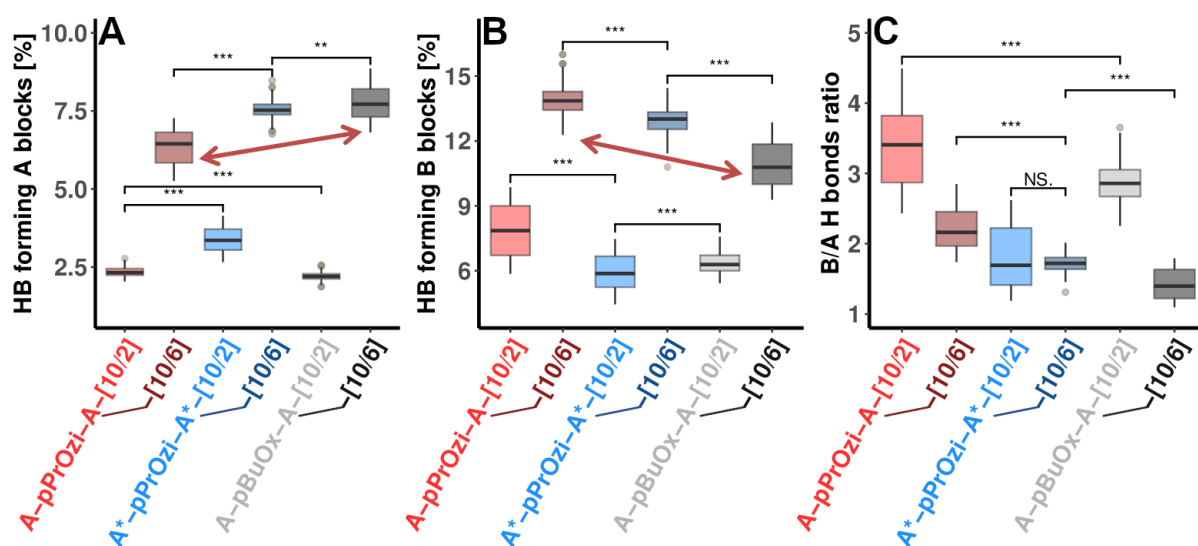 A
HB forming A blocks [%]
10.0
7.5
5.0
2.5
***
**
***
***
A–pPrOzi–A–[10/2]
–[10/6]
A*–pPrOzi–A*–[10/2]
–[10/6]
A–pBuOx–A–[10/2]
–[10/6]
B
HB forming B blocks [%]
15
12
9
6
***
***
***
***
A–pPrOzi–A–[10/2]
–[10/6]
A*–pPrOzi–A*–[10/2]
–[10/6]
A–pBuOx–A–[10/2]
–[10/6]
C
B/A H bonds ratio
5
4
3
2
1
***
***
***
NS.
A–pPrOzi–A–[10/2]
–[10/6]
A*–pPrOzi–A*–[10/2]
–[10/6]
A–pBuOx–A–[10/2]
–[10/6]